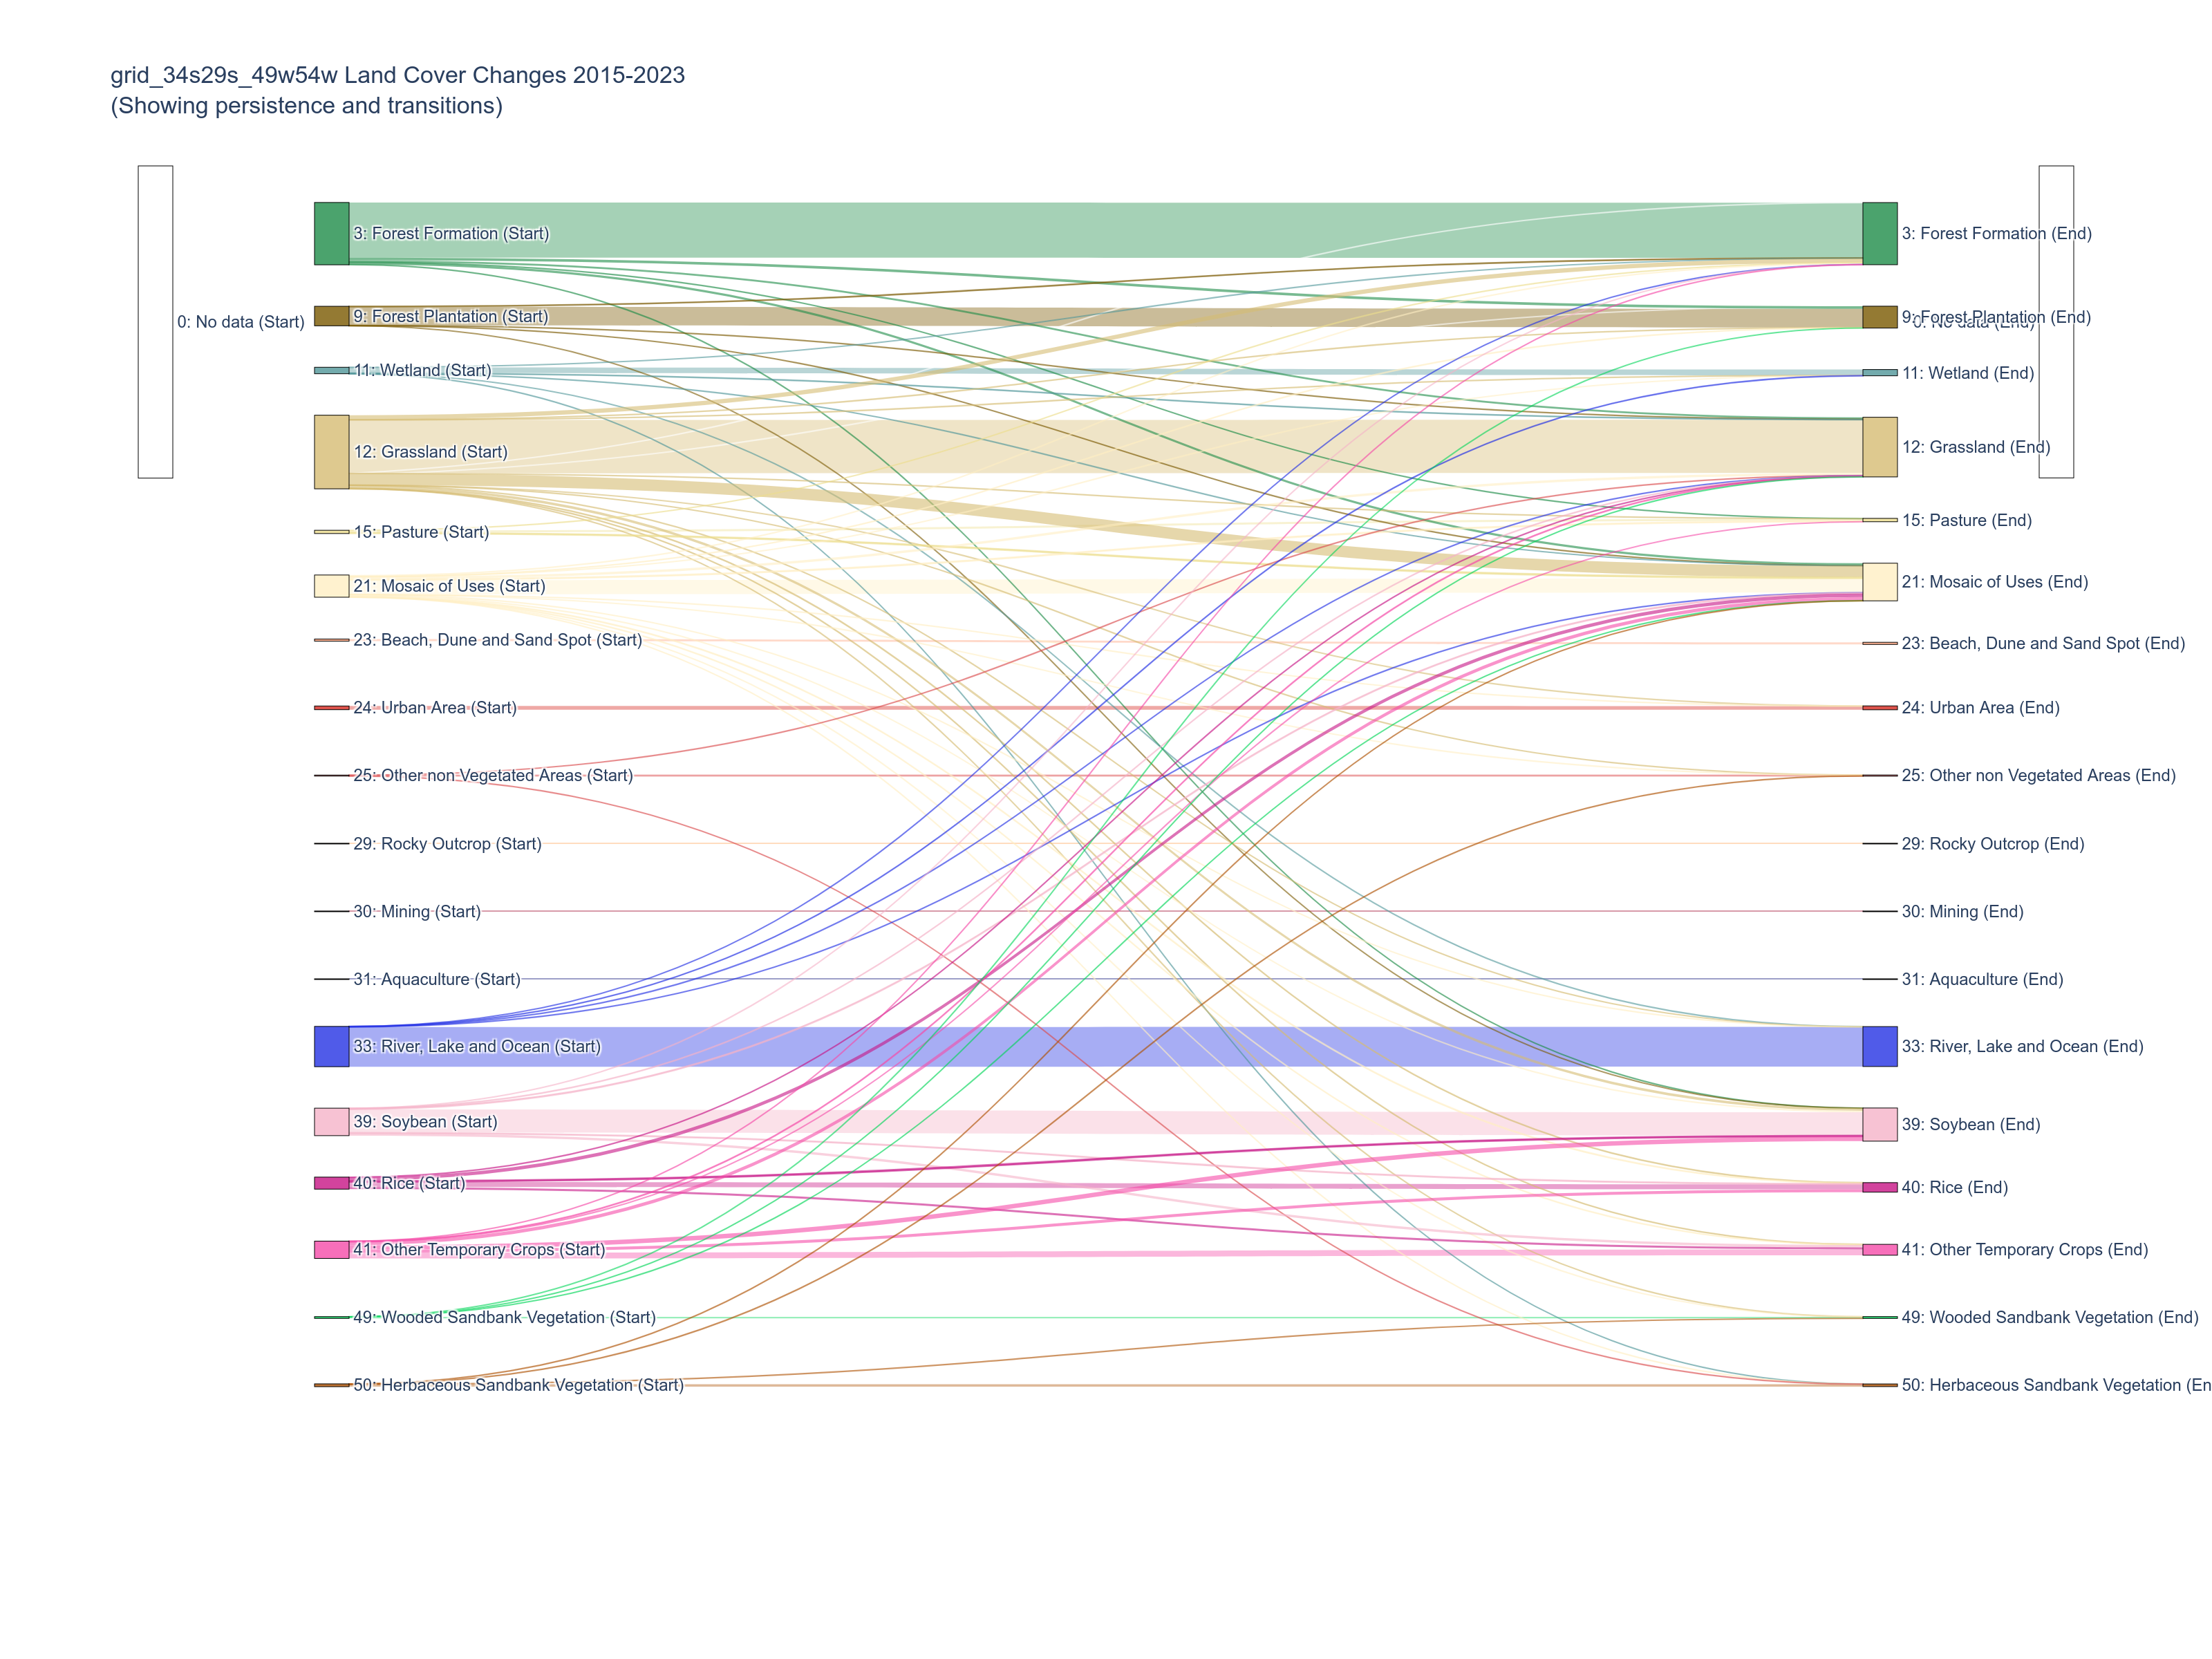 grid_34s29s_49w54w Land Cover Changes 2015-2023
(Showing persistence and transitions)
0: No data (Start)
3: Forest Formation (Start)
9: Forest Plantation (Start)
11: Wetland (Start)
12: Grassland (Start)
15: Pasture (Start)
21: Mosaic of Uses (Start)
23: Beach, Dune and Sand Spot (Start)
24: Urban Area (Start)
25: Other non Vegetated Areas (Start)
29: Rocky Outcrop (Start)
30: Mining (Start)
31: Aquaculture (Start)
33: River, Lake and Ocean (Start)
39: Soybean (Start)
40: Rice (Start)
41: Other Temporary Crops (Start)
49: Wooded Sandbank Vegetation (Start)
50: Herbaceous Sandbank Vegetation (Start)
3: Forest Formation (End)
0: No data (End)
9: Forest Plantation (End)
11: Wetland (End)
12: Grassland (End)
15: Pasture (End)
21: Mosaic of Uses (End)
23: Beach, Dune and Sand Spot (End)
24: Urban Area (End)
25: Other non Vegetated Areas (End)
29: Rocky Outcrop (End)
30: Mining (End)
31: Aquaculture (End)
33: River, Lake and Ocean (End)
39: Soybean (End)
40: Rice (End)
41: Other Temporary Crops (End)
49: Wooded Sandbank Vegetation (End)
50: Herbaceous Sandbank Vegetation (En